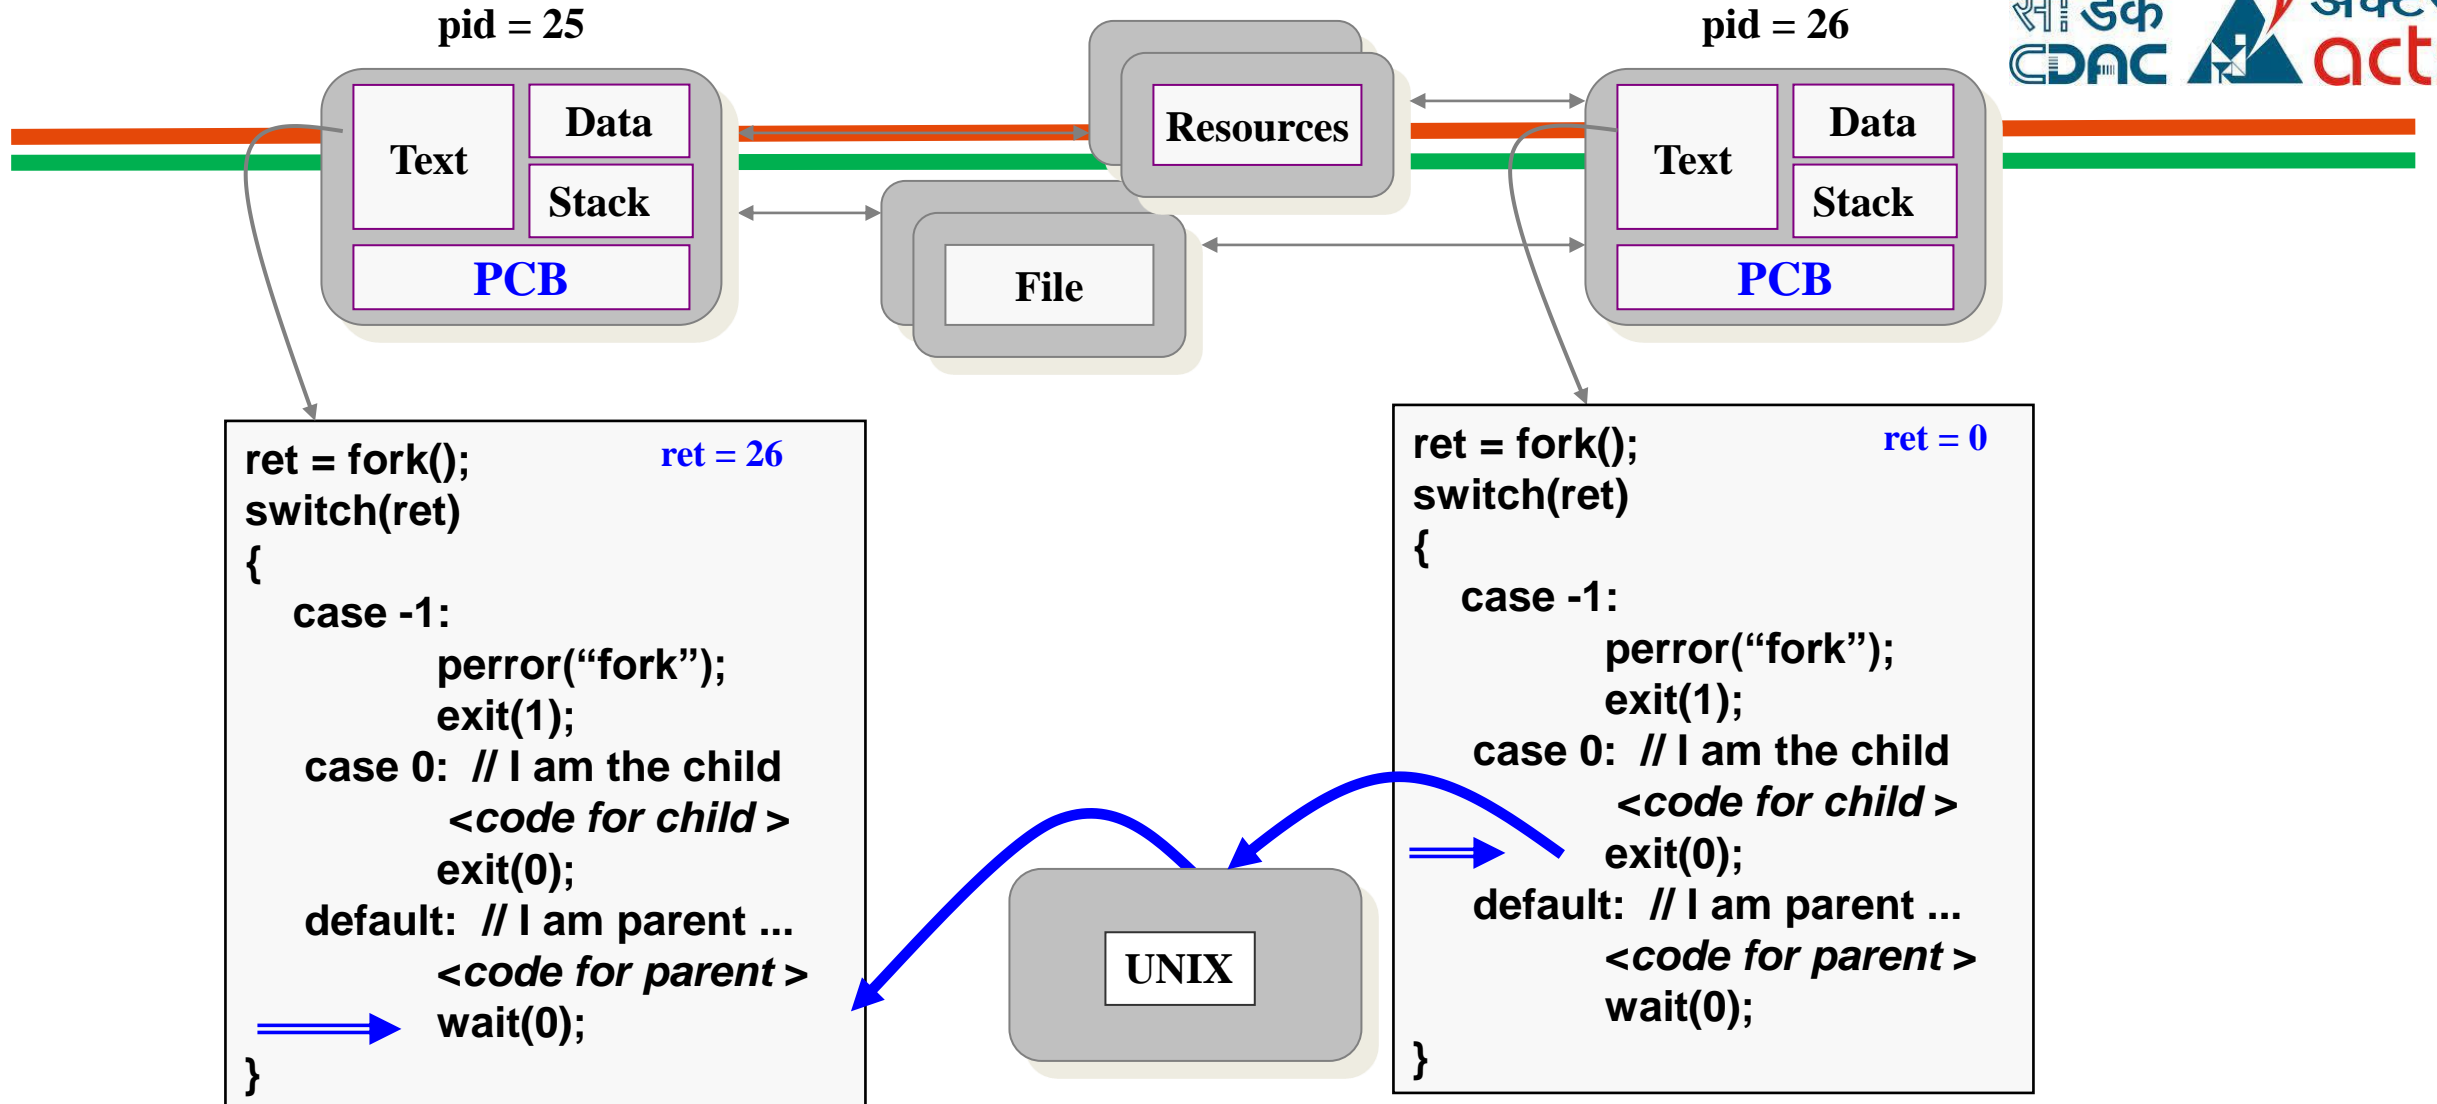 pid = 25
pid = 26
सी डैक
CDAC
act
Text
Data
Stack
PCB
Resources
File
Text
Data
Stack
PCB
ret = fork();
ret = 26
switch(ret)
{
case -1:
perror(“fork”);
exit(1);
case 0: // I am the child
<code for child >
exit(0);
default: // I am parent ...
<code for parent >
wait(0);
}
UNIX
ret = fork();
ret = 0
switch(ret)
{
case -1:
perror(“fork”);
exit(1);
case 0: // I am the child
<code for child >
exit(0);
default: // I am parent ...
<code for parent >
wait(0);
}